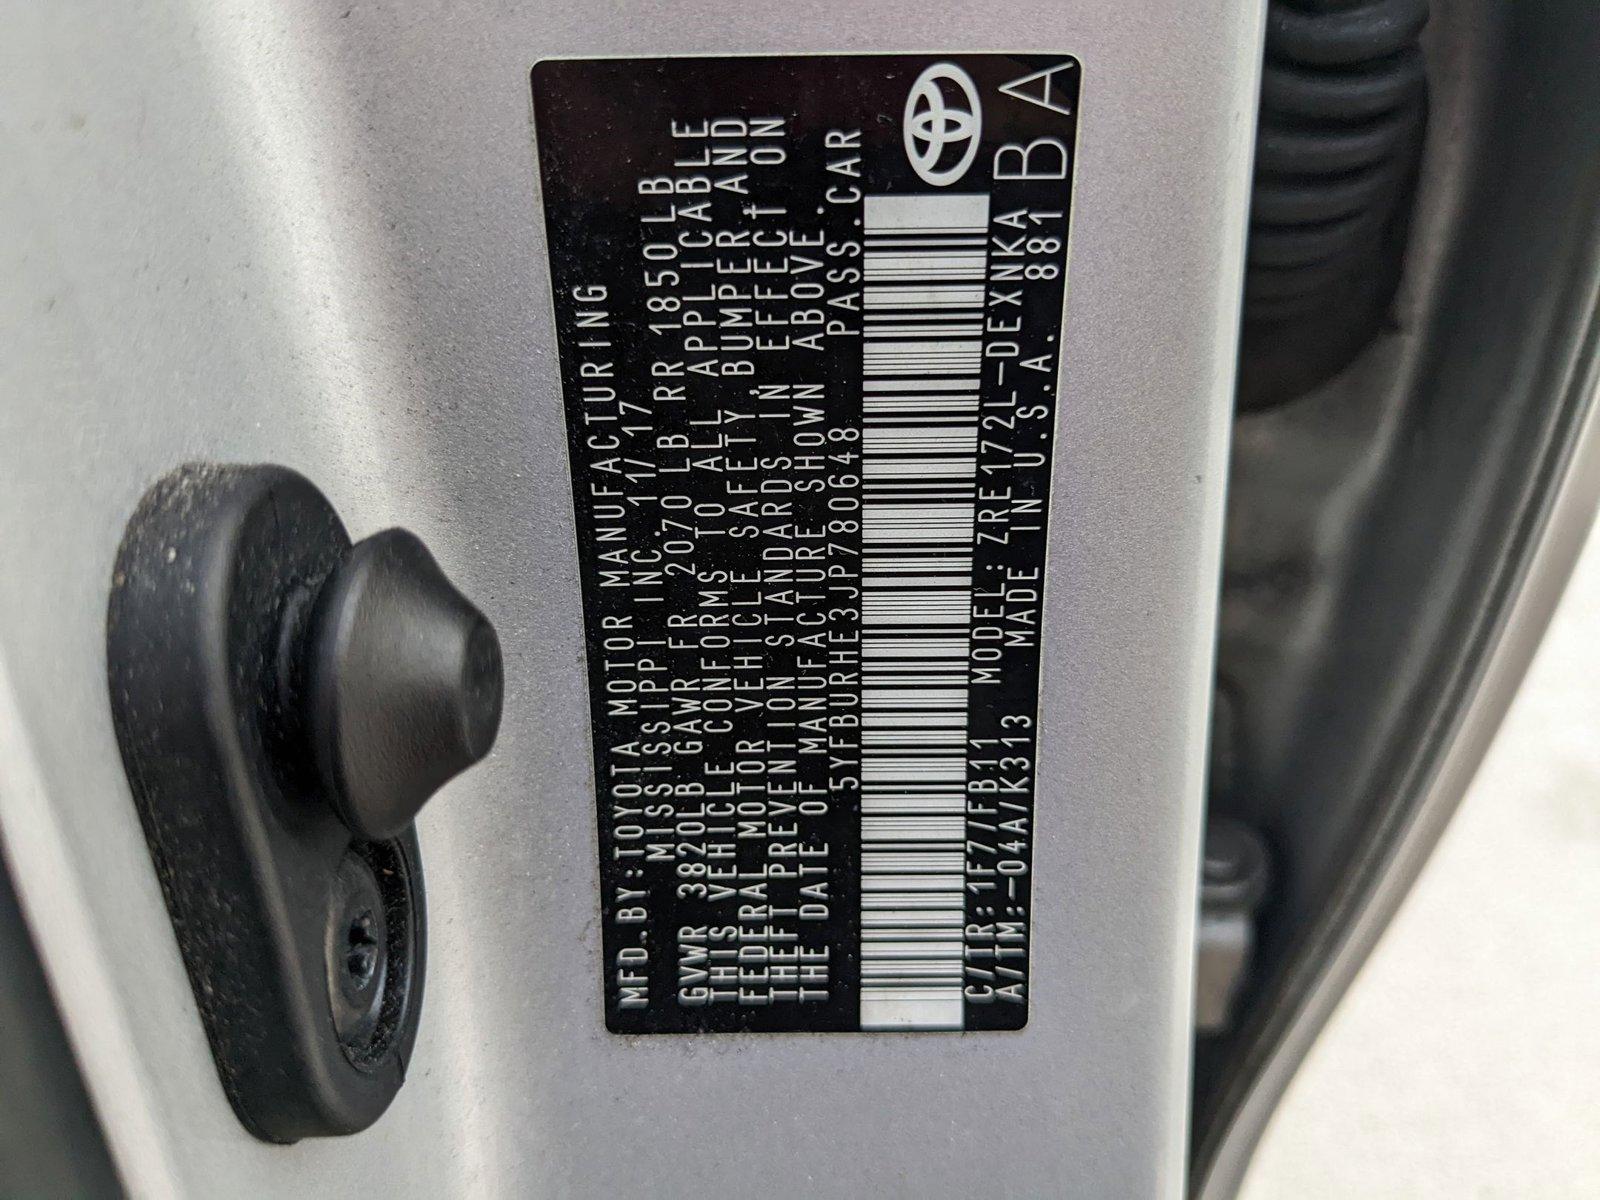 MFD.BY:TOYOTA MOTOR MANUFACTURING
MISSISSIPPI INC. 11/17
GVWR 3820LB GAWR FR 2070LB RR 1850LB
THIS VEHICLE CONFORMS TO ALL APPLICABLE
FEDERAL MOTOR VEHICLE SAFETY,BUMPER,AND
THEFT PREVENTION STANDARDS IN EFFECT ON
THE DATE OF MANUFACTURE SHOWN ABOVE.
5YFBURHE3JP780648 PASS.CAR
C/TR:1F7/FB11 MODEL:ZRE172L-DEXNKA
A/TM:-04A/K313 MADE IN U.S.A. 881
BA